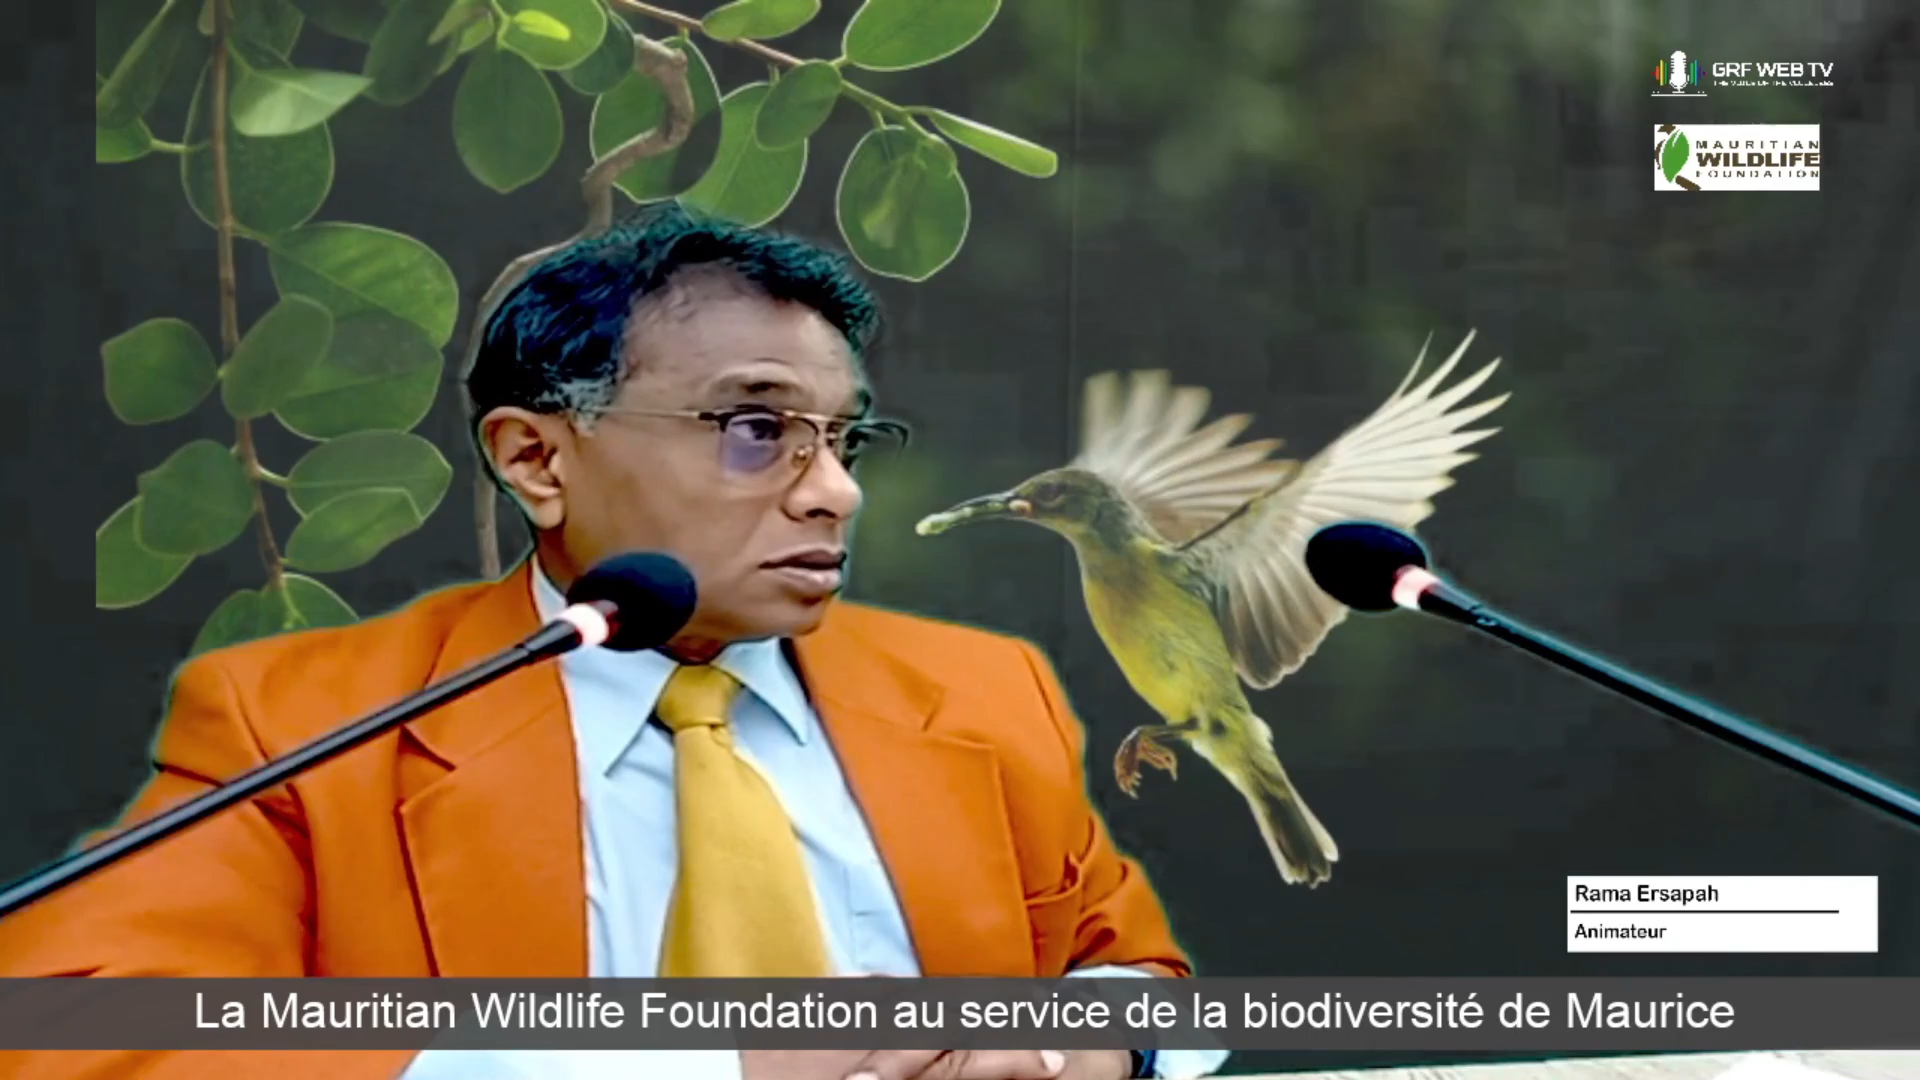 GRF WEB TV
MAURITIAN
WILDLIFE
FOUNDATION
Rama Ersapah
Animateur
La Mauritian Wildlife Foundation au service de la biodiversité de Maurice